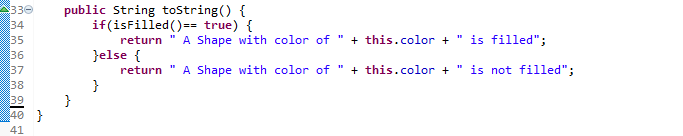 33 public String toString() {
34 if(isFilled()== true) {
35 return " A Shape with color of " + this.color + " is filled";
36 }else {
37 return " A Shape with color of " + this.color + " is not filled";
38 }
39 }
40 }
41